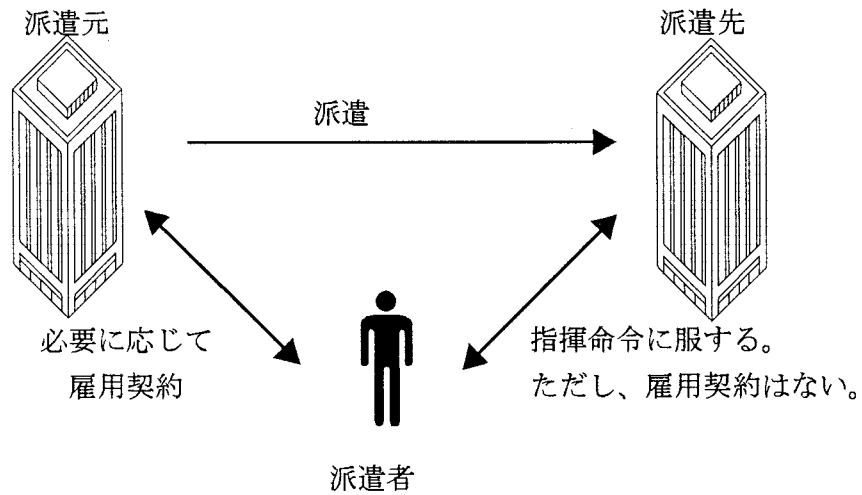 派遣元
派遣先
派遣
必要に応じて
雇用契約
指揮命令に服する。
ただし、雇用契約はない。
派遣者